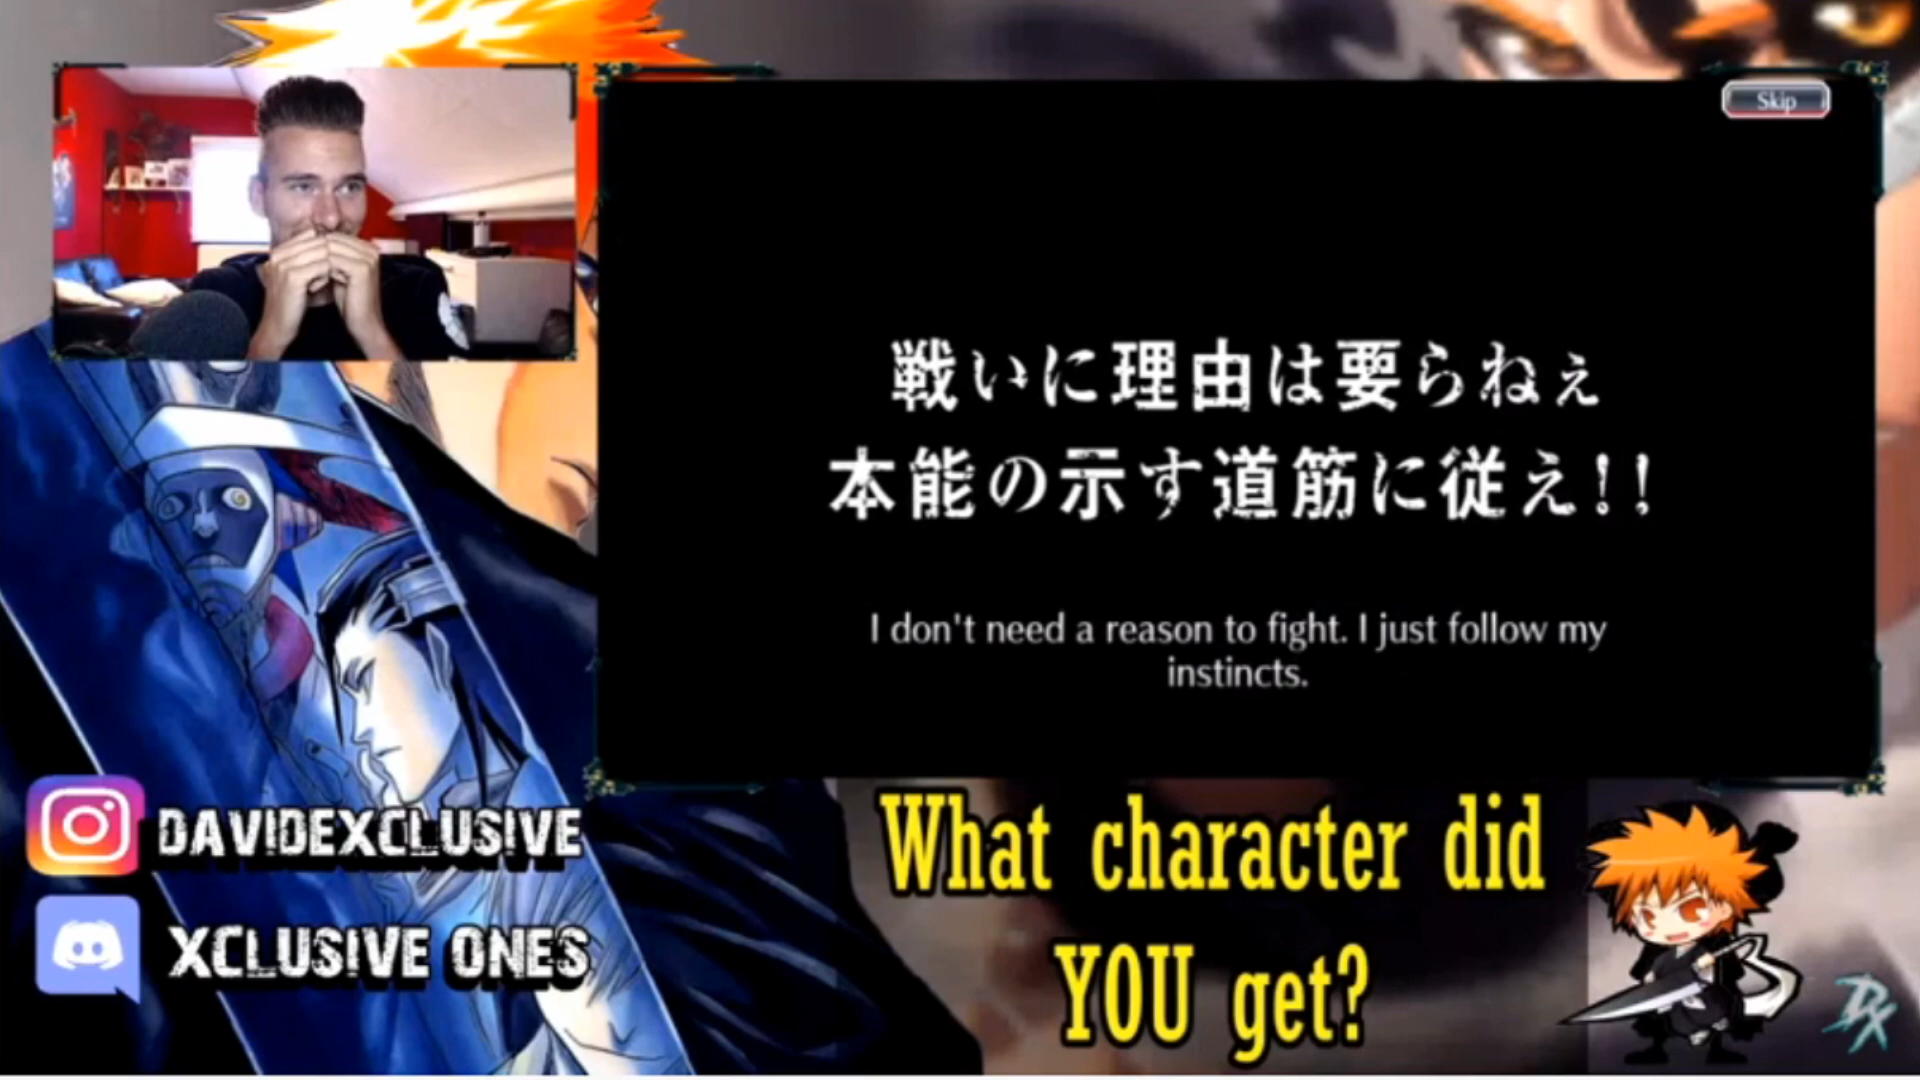 Skip
戦いに理由は要らねぇ
本能の示す道筋に従え!!
I don't need a reason to fight. I just follow my
instincts.
DAVIDEXCLUSIVE
XCLUSIVE ONES
What character did
YOU get?
DX